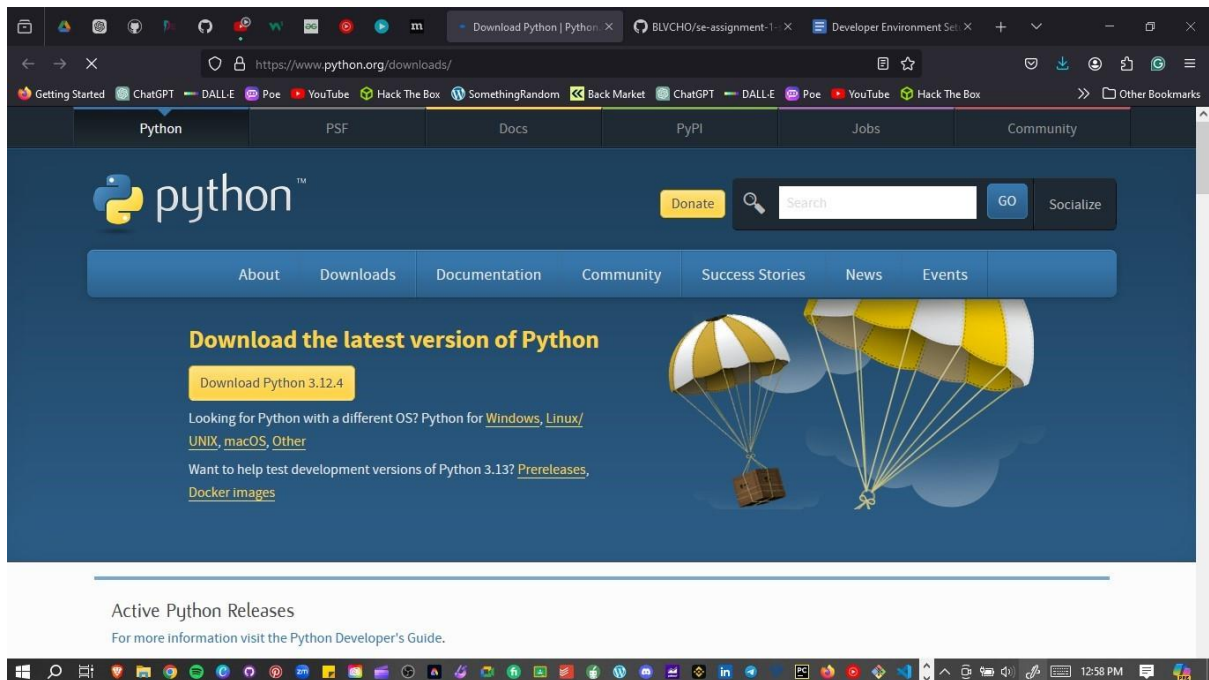 Download Python | Python.
BLVCHO/se-assignment-1-
Developer Environment Set
https://www.python.org/downloads/
Getting Started ChatGPT DALL-E Poe YouTube Hack The Box SomethingRandom Back Market ChatGPT DALL-E Poe YouTube Hack The Box Other Bookmarks
Python PSF Docs PyPI Jobs Community
python™
Donate Search GO Socialize
About Downloads Documentation Community Success Stories News Events
Download the latest version of Python
Download Python 3.12.4
Looking for Python with a different OS? Python for Windows, Linux/
UNIX, macOS, Other
Want to help test development versions of Python 3.13? Prereleases,
Docker images
Active Python Releases
For more information visit the Python Developer's Guide.
12:58 PM